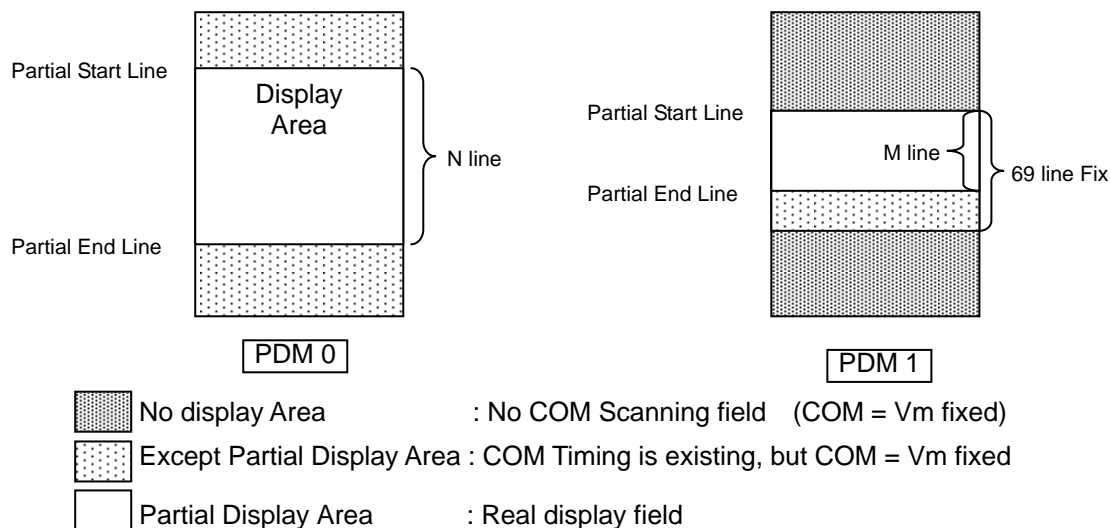 Partial Start Line
Display
Area
N line
Partial End Line
PDM 0
Partial Start Line
M line
69 line Fix
Partial End Line
PDM 1
No display Area : No COM Scanning field (COM = Vm fixed)
Except Partial Display Area : COM Timing is existing, but COM = Vm fixed
Partial Display Area : Real display field